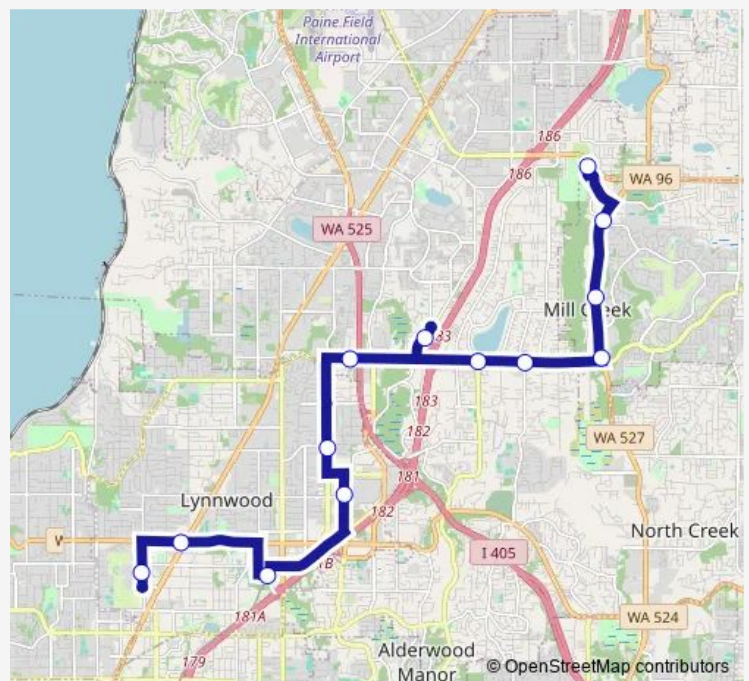 Paine Field
International
Airport
186
186
WA 96
WA 525
Mill Creek
183
182
WA 527
181
Lynnwood
182
North Creek
I 405
181A
WA 524
179
Alderwood
Manor
© OpenStreetMap contributors